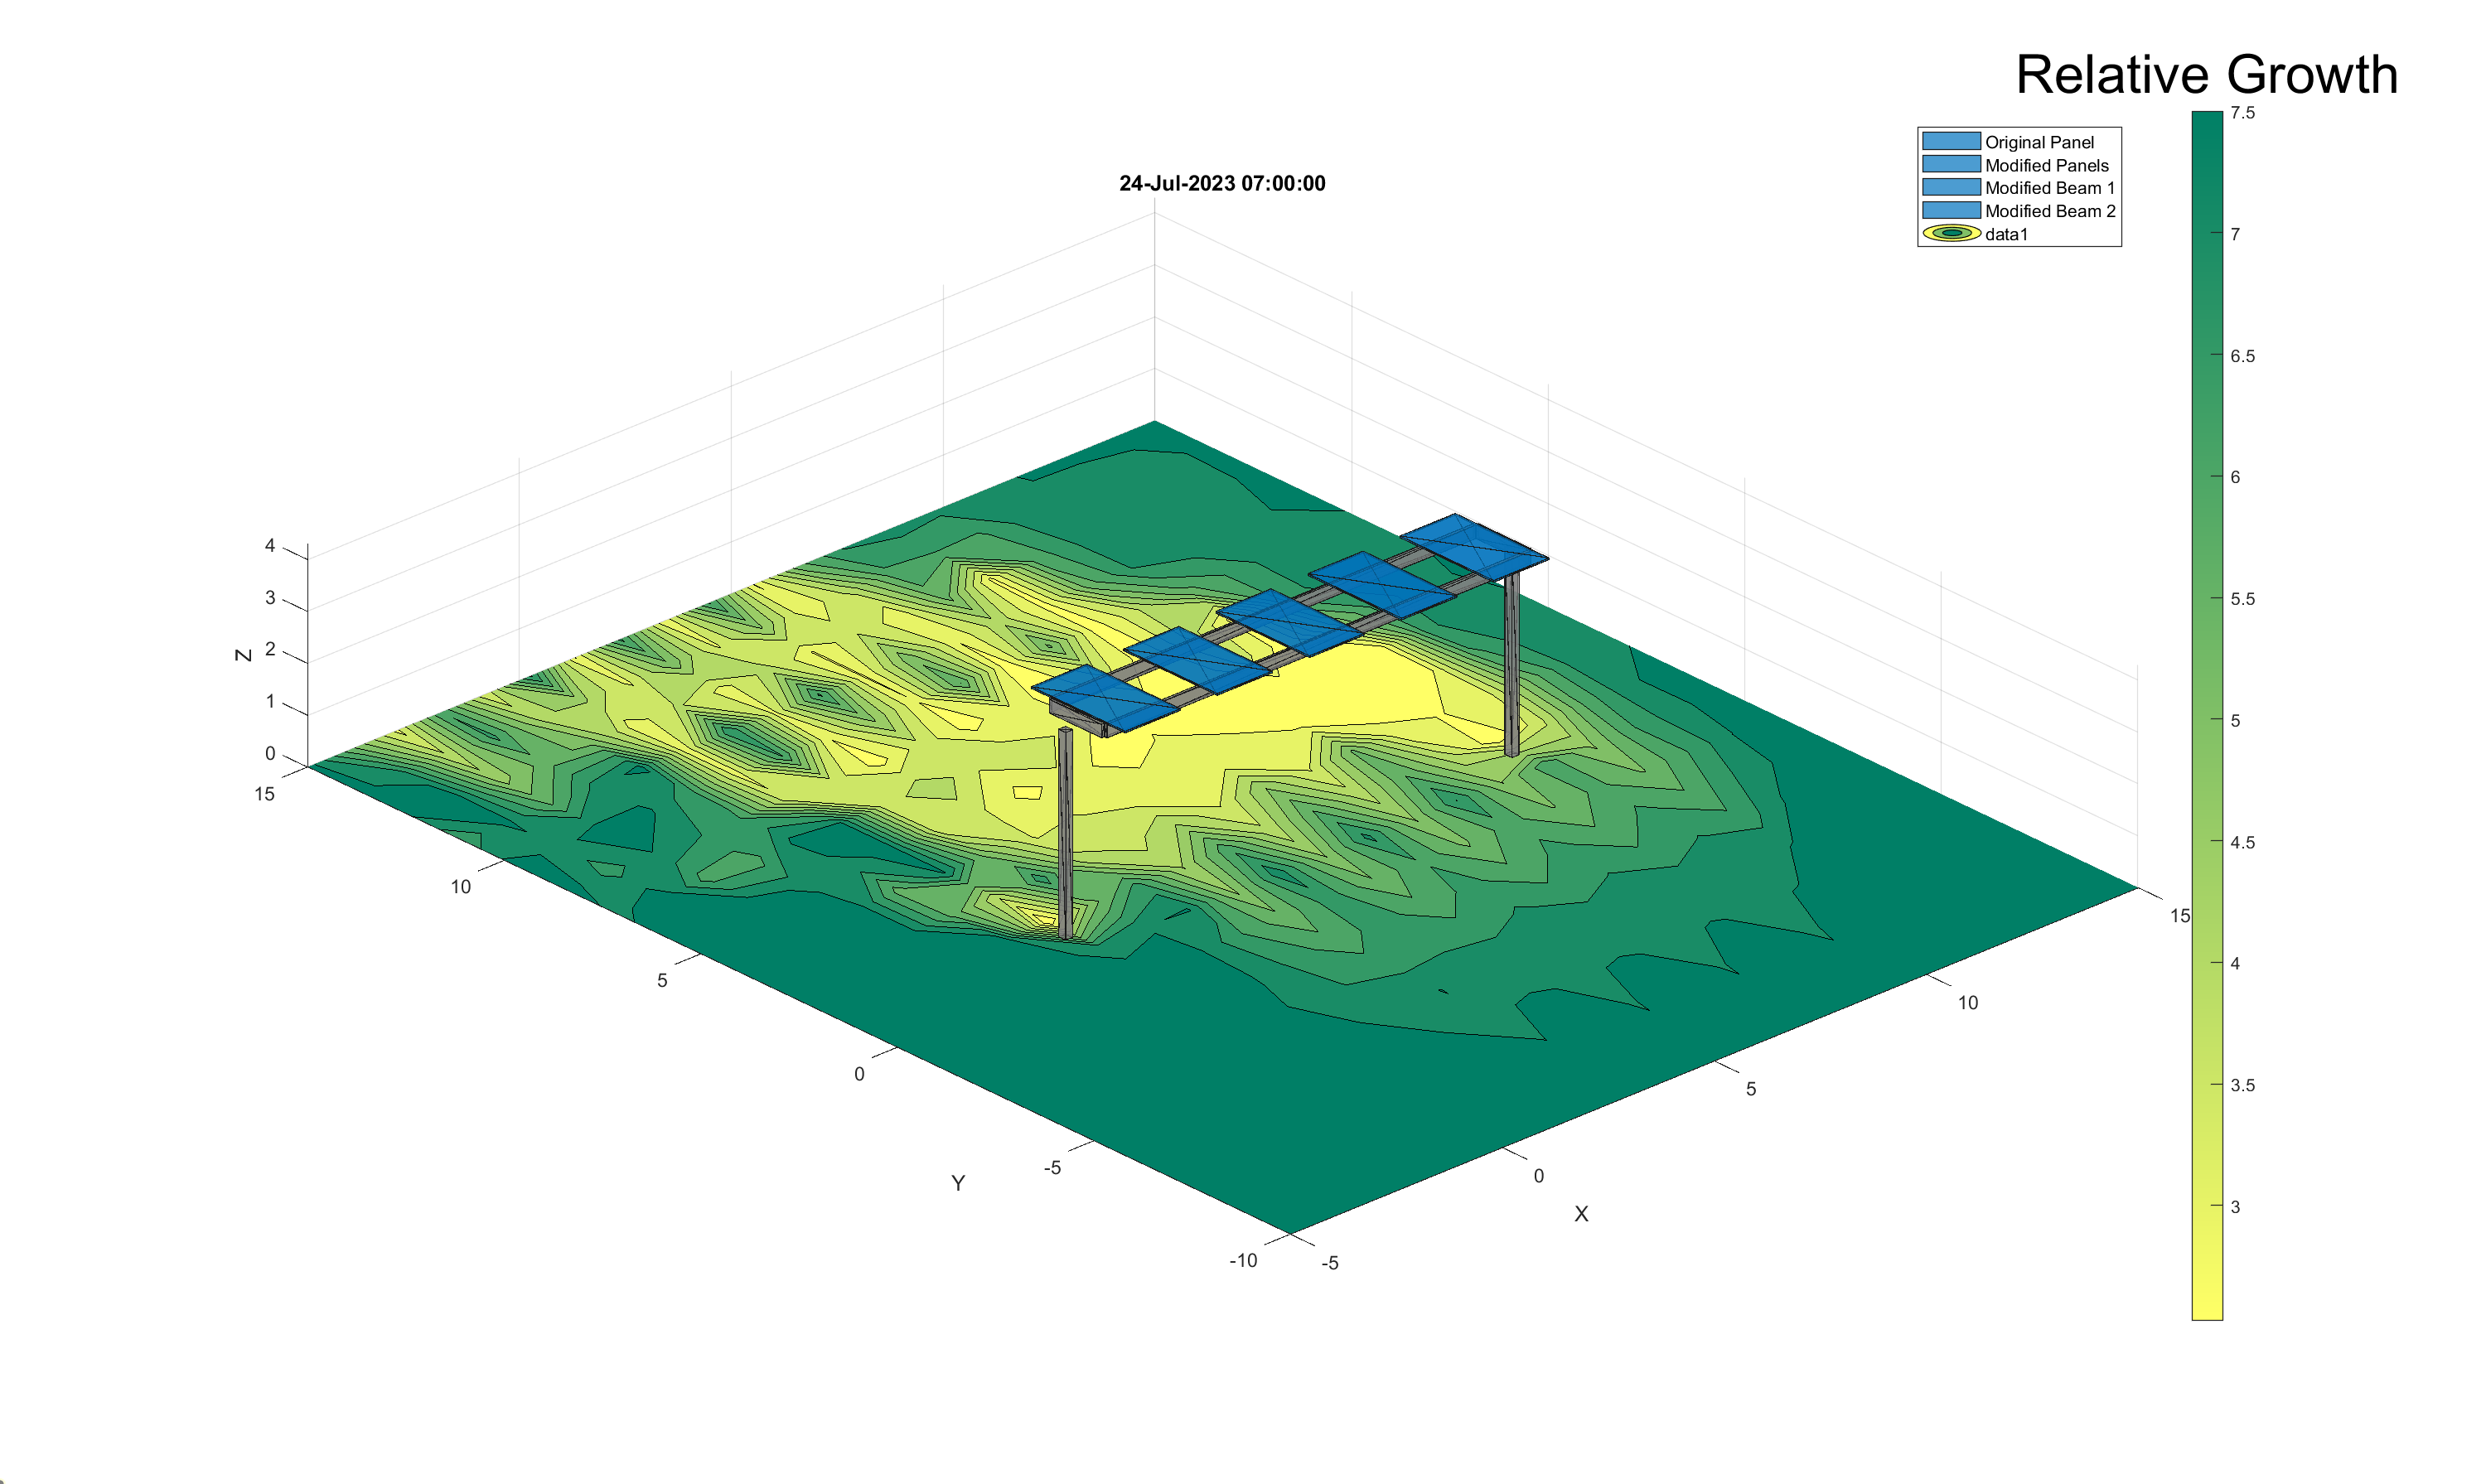 Relative Growth
24-Jul-2023 07:00:00
Original Panel
Modified Panels
Modified Beam 1
Modified Beam 2
data1
7.5
7
6.5
6
5.5
5
4.5
4
3.5
3
4
3
2
1
0
Z
15
10
5
0
-5
-10
Y
-5
0
5
10
15
X